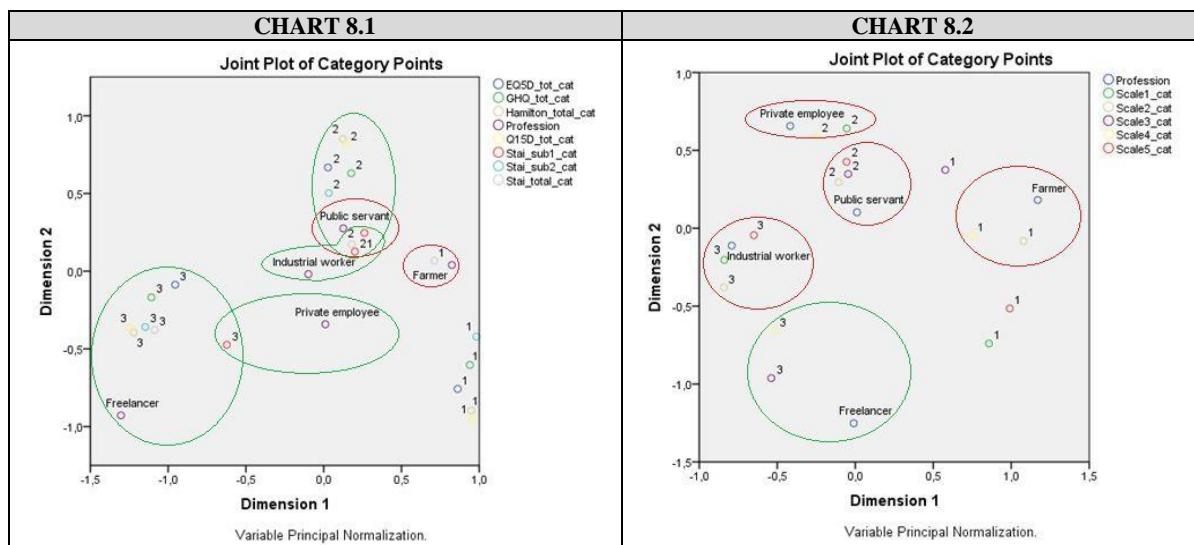 CHART 8.1
Joint Plot of Category Points
EQ5D_tot_cat
GHQ_tot_cat
Hamilton_total_cat
Profession
Q15D_tot_cat
Stai_sub1_cat
Stai_sub2_cat
Stai_total_cat
Dimension 2
1,0
0,5
0,0
-0,5
-1,0
2
2
2
2
2
Public servant
2
21
Industrial worker
1
Farmer
3
3
3
3
3
3
3
Private employee
Freelancer
1
1
1
1
1
-1,5
-1,0
-0,5
0,0
0,5
1,0
Dimension 1
Variable Principal Normalization.
CHART 8.2
Joint Plot of Category Points
Profession
Scale1_cat
Scale2_cat
Scale3_cat
Scale4_cat
Scale5_cat
Dimension 2
1,0
0,5
0,0
-0,5
-1,0
-1,5
Private employee
2
2
2
2
2
Public servant
1
Farmer
1
1
3
3
Industrial worker
3
1
1
3
3
Freelancer
-1,0
-0,5
0,0
0,5
1,0
1,5
Dimension 1
Variable Principal Normalization.